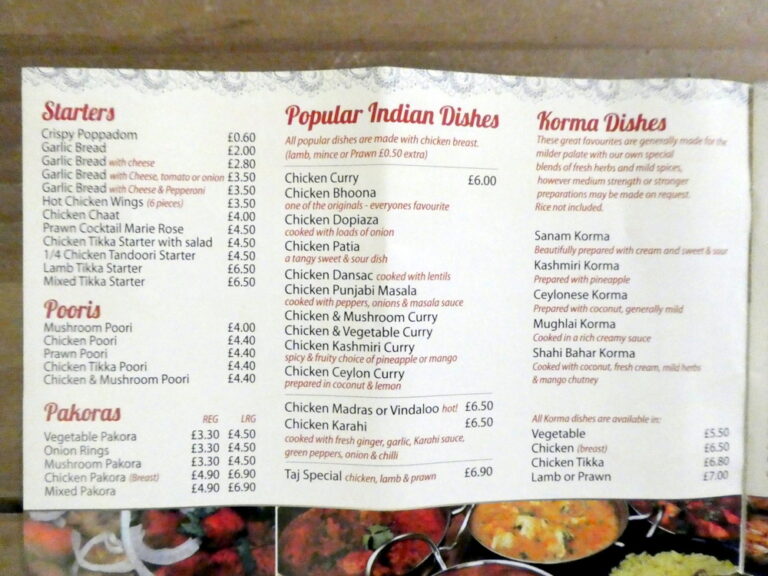 Starters
Crispy Poppadom £0.60
Garlic Bread £2.00
Garlic Bread with cheese £2.80
Garlic Bread with Cheese, tomato or onion £3.50
Garlic Bread with Cheese & Pepperoni £3.50
Hot Chicken Wings (6 pieces) £3.50
Chicken Chaat £4.00
Prawn Cocktail Marie Rose £4.50
Chicken Tikka Starter with salad £4.50
1/4 Chicken Tandoori Starter £4.50
Lamb Tikka Starter £6.50
Mixed Tikka Starter £6.50
Pooris
Mushroom Poori £4.00
Chicken Poori £4.40
Prawn Poori £4.40
Chicken Tikka Poori £4.40
Chicken & Mushroom Poori £4.40
Pakoras REG LRG
Vegetable Pakora £3.30 £4.50
Onion Rings £3.30 £4.50
Mushroom Pakora £3.30 £4.50
Chicken Pakora (Breast) £4.90 £6.90
Mixed Pakora £4.90 £6.90
Popular Indian Dishes
All popular dishes are made with chicken breast.
(lamb, mince or Prawn £0.50 extra)
Chicken Curry £6.00
Chicken Bhoona
one of the originals - everyones favourite
Chicken Dopiaza
cooked with loads of onion
Chicken Patia
a tangy sweet & sour dish
Chicken Dansac cooked with lentils
Chicken Punjabi Masala
cooked with peppers, onions & masala sauce
Chicken & Mushroom Curry
Chicken & Vegetable Curry
Chicken Kashmiri Curry
spicy & fruity choice of pineapple or mango
Chicken Ceylon Curry
prepared in coconut & lemon
Chicken Madras or Vindaloo hot! £6.50
Chicken Karahi £6.50
cooked with fresh ginger, garlic, Karahi sauce,
green peppers, onion & chilli
Taj Special chicken, lamb & prawn £6.90
Korma Dishes
These great favourites are generally made for the
milder palate with our own special
blends of fresh herbs and mild spices,
however medium strength or stronger
preparations may be made on request.
Rice not included.
Sanam Korma
Beautifully prepared with cream and sweet & sour
Kashmiri Korma
Prepared with pineapple
Ceylonese Korma
Prepared with coconut, generally mild
Mughlai Korma
Cooked in a rich creamy sauce
Shahi Bahar Korma
Cooked with coconut, fresh cream, mild herbs
& mango chutney
All Korma dishes are available in:
Vegetable £5.50
Chicken (breast) £6.50
Chicken Tikka £6.80
Lamb or Prawn £7.00